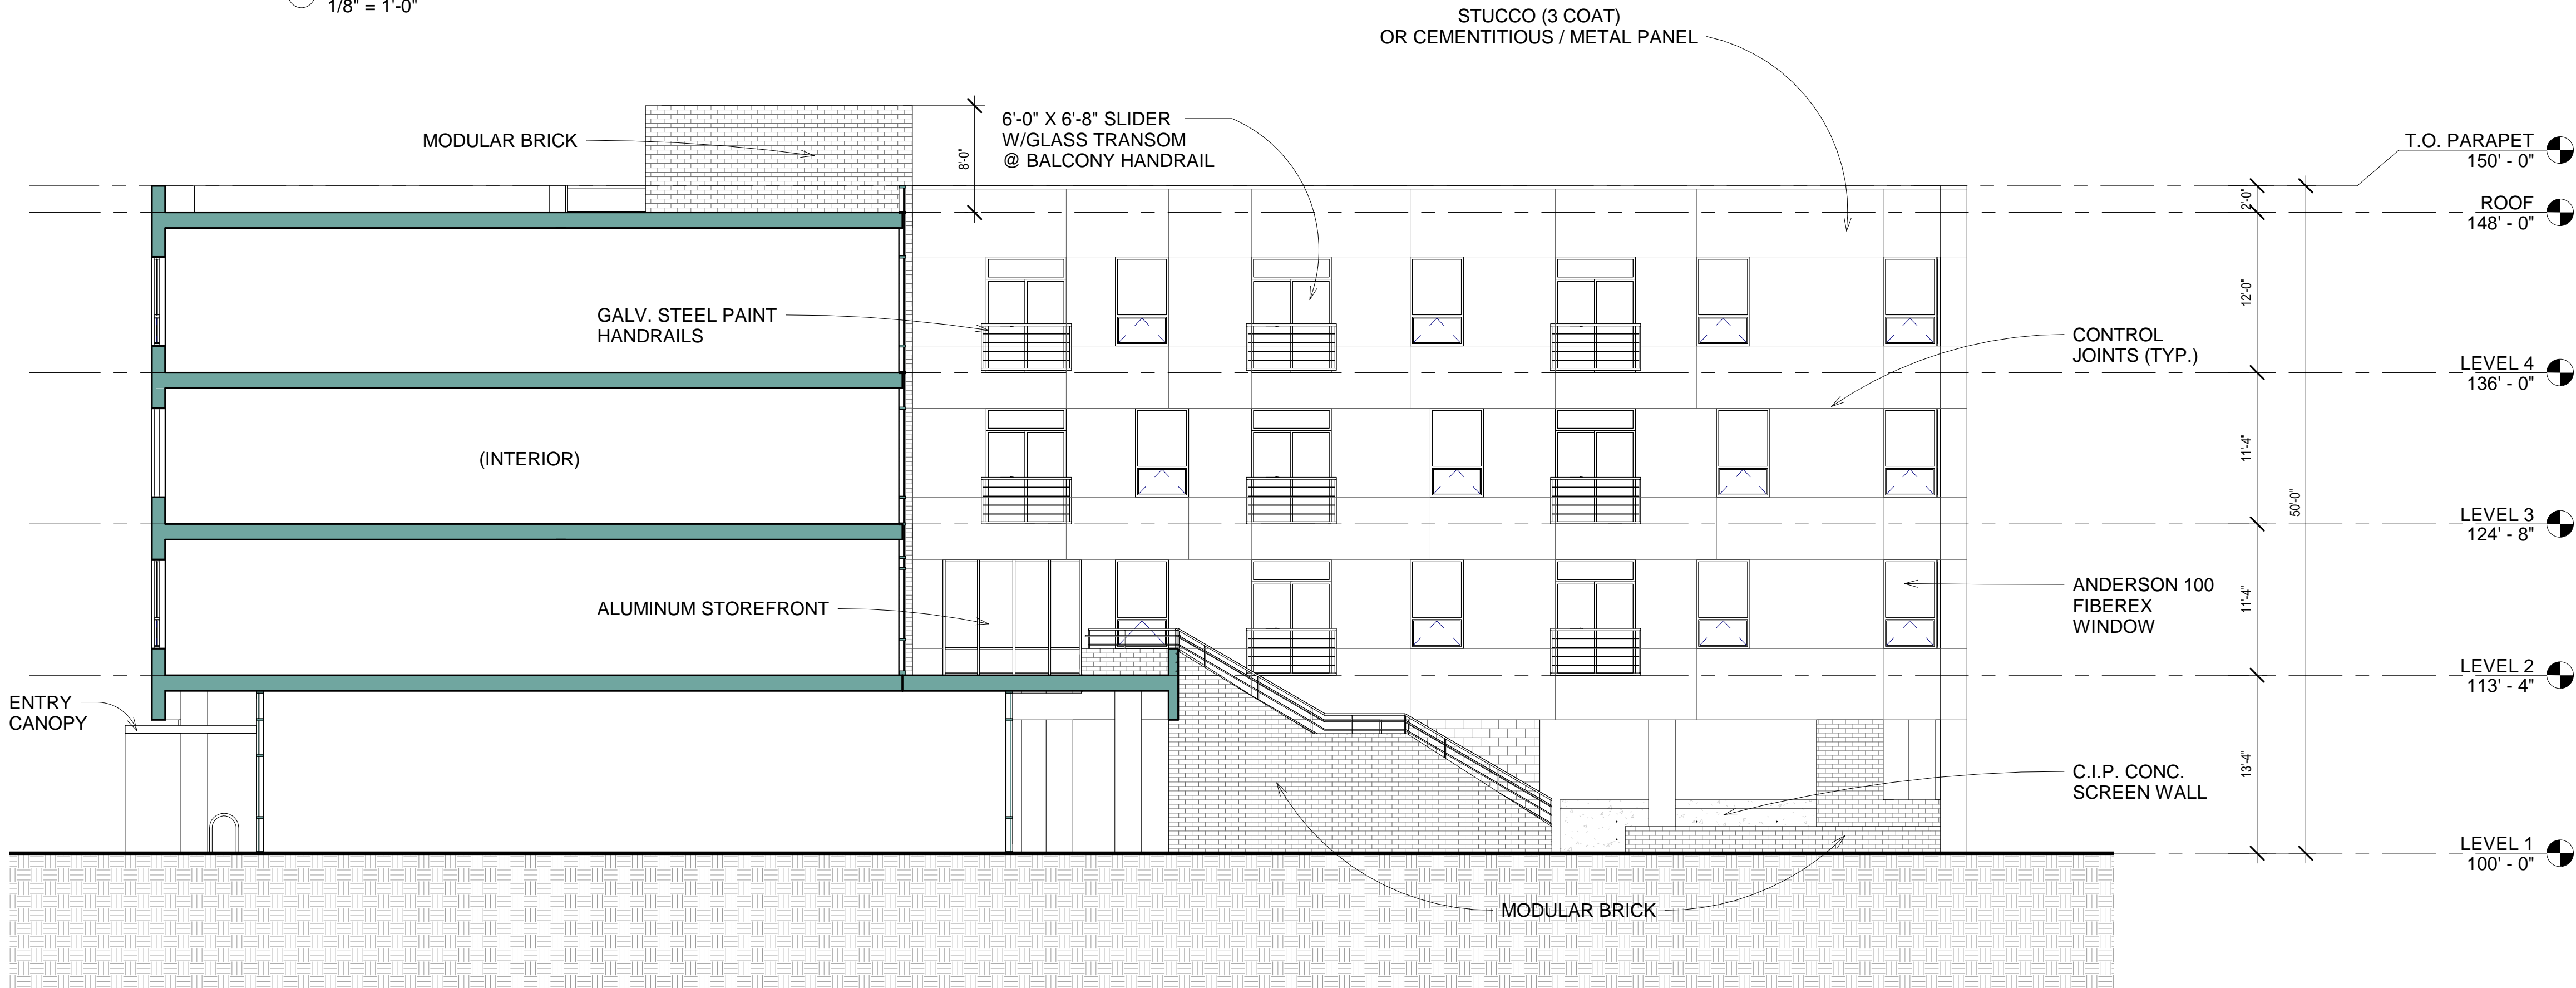 1/8" = 1'-0"
STUCCO (3 COAT)
OR CEMENTITIOUS / METAL PANEL
MODULAR BRICK
8'-0"
6'-0" X 6'-8" SLIDER
W/GLASS TRANSOM
@ BALCONY HANDRAIL
T.O. PARAPET
150' - 0"
2'-0"
ROOF
148' - 0"
GALV. STEEL PAINT
HANDRAILS
12'-0"
CONTROL
JOINTS (TYP.)
LEVEL 4
136' - 0"
(INTERIOR)
11'-4"
50'-0"
LEVEL 3
124' - 8"
ALUMINUM STOREFRONT
ANDERSON 100
FIBEREX
WINDOW
11'-4"
LEVEL 2
113' - 4"
ENTRY
CANOPY
13'-4"
C.I.P. CONC.
SCREEN WALL
LEVEL 1
100' - 0"
MODULAR BRICK